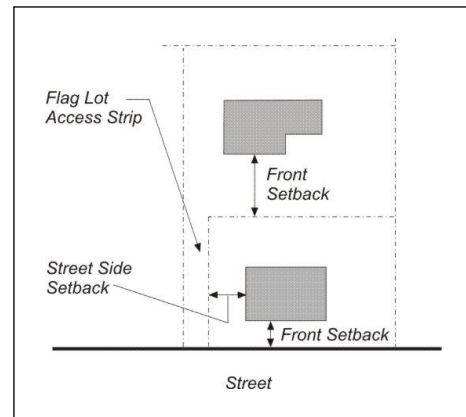 Flag Lot
Access Strip
Front
Setback
Street Side
Setback
Front Setback
Street